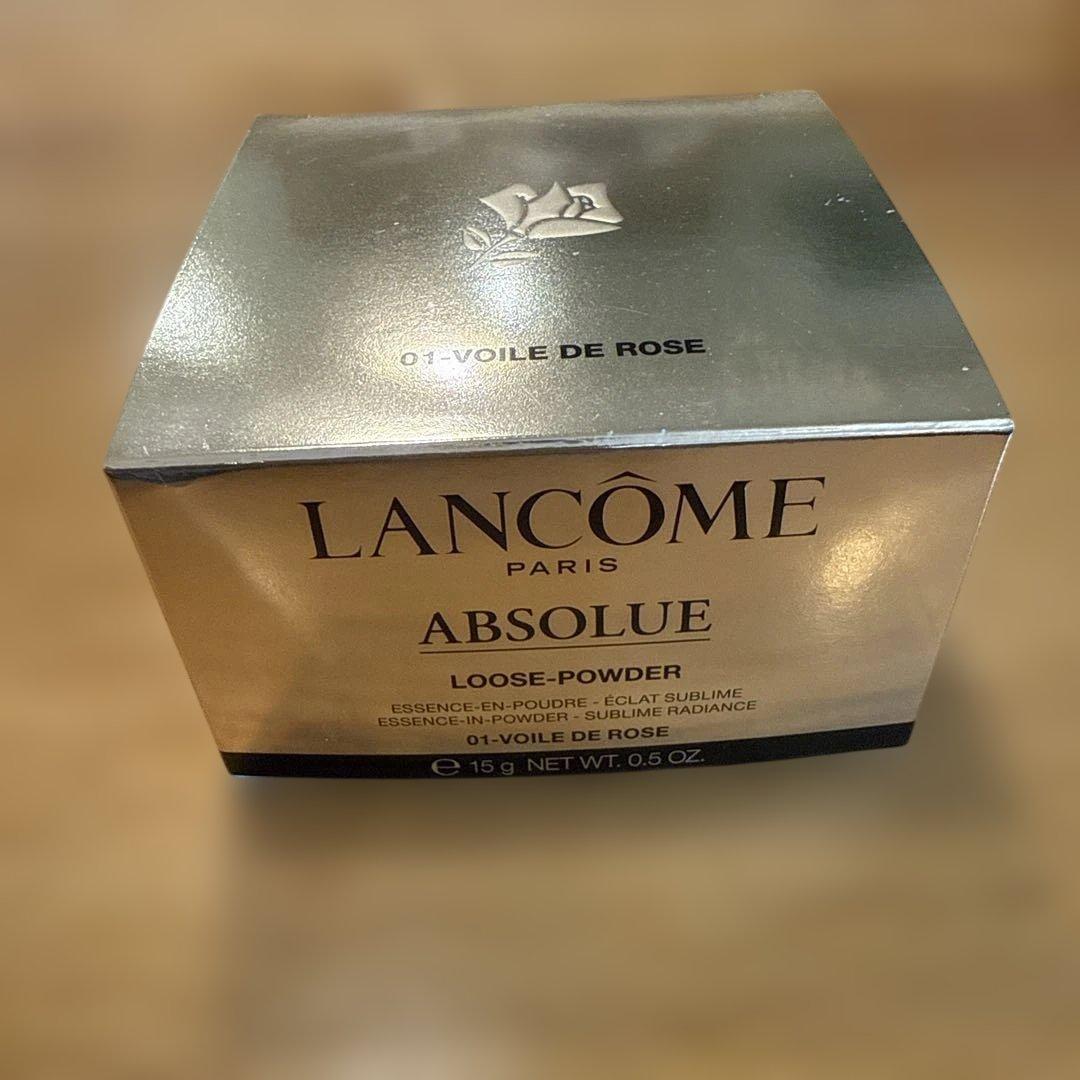 01-VOILE DE ROSE
LANCÔME
PARIS
ABSOLUE
LOOSE-POWDER
ESSENCE-EN-POUDRE - ÉCLAT SUBLIME
ESSENCE-IN-POWDER - SUBLIME RADIANCE
01-VOILE DE ROSE
℮ 15 g NET WT. 0.5 OZ.